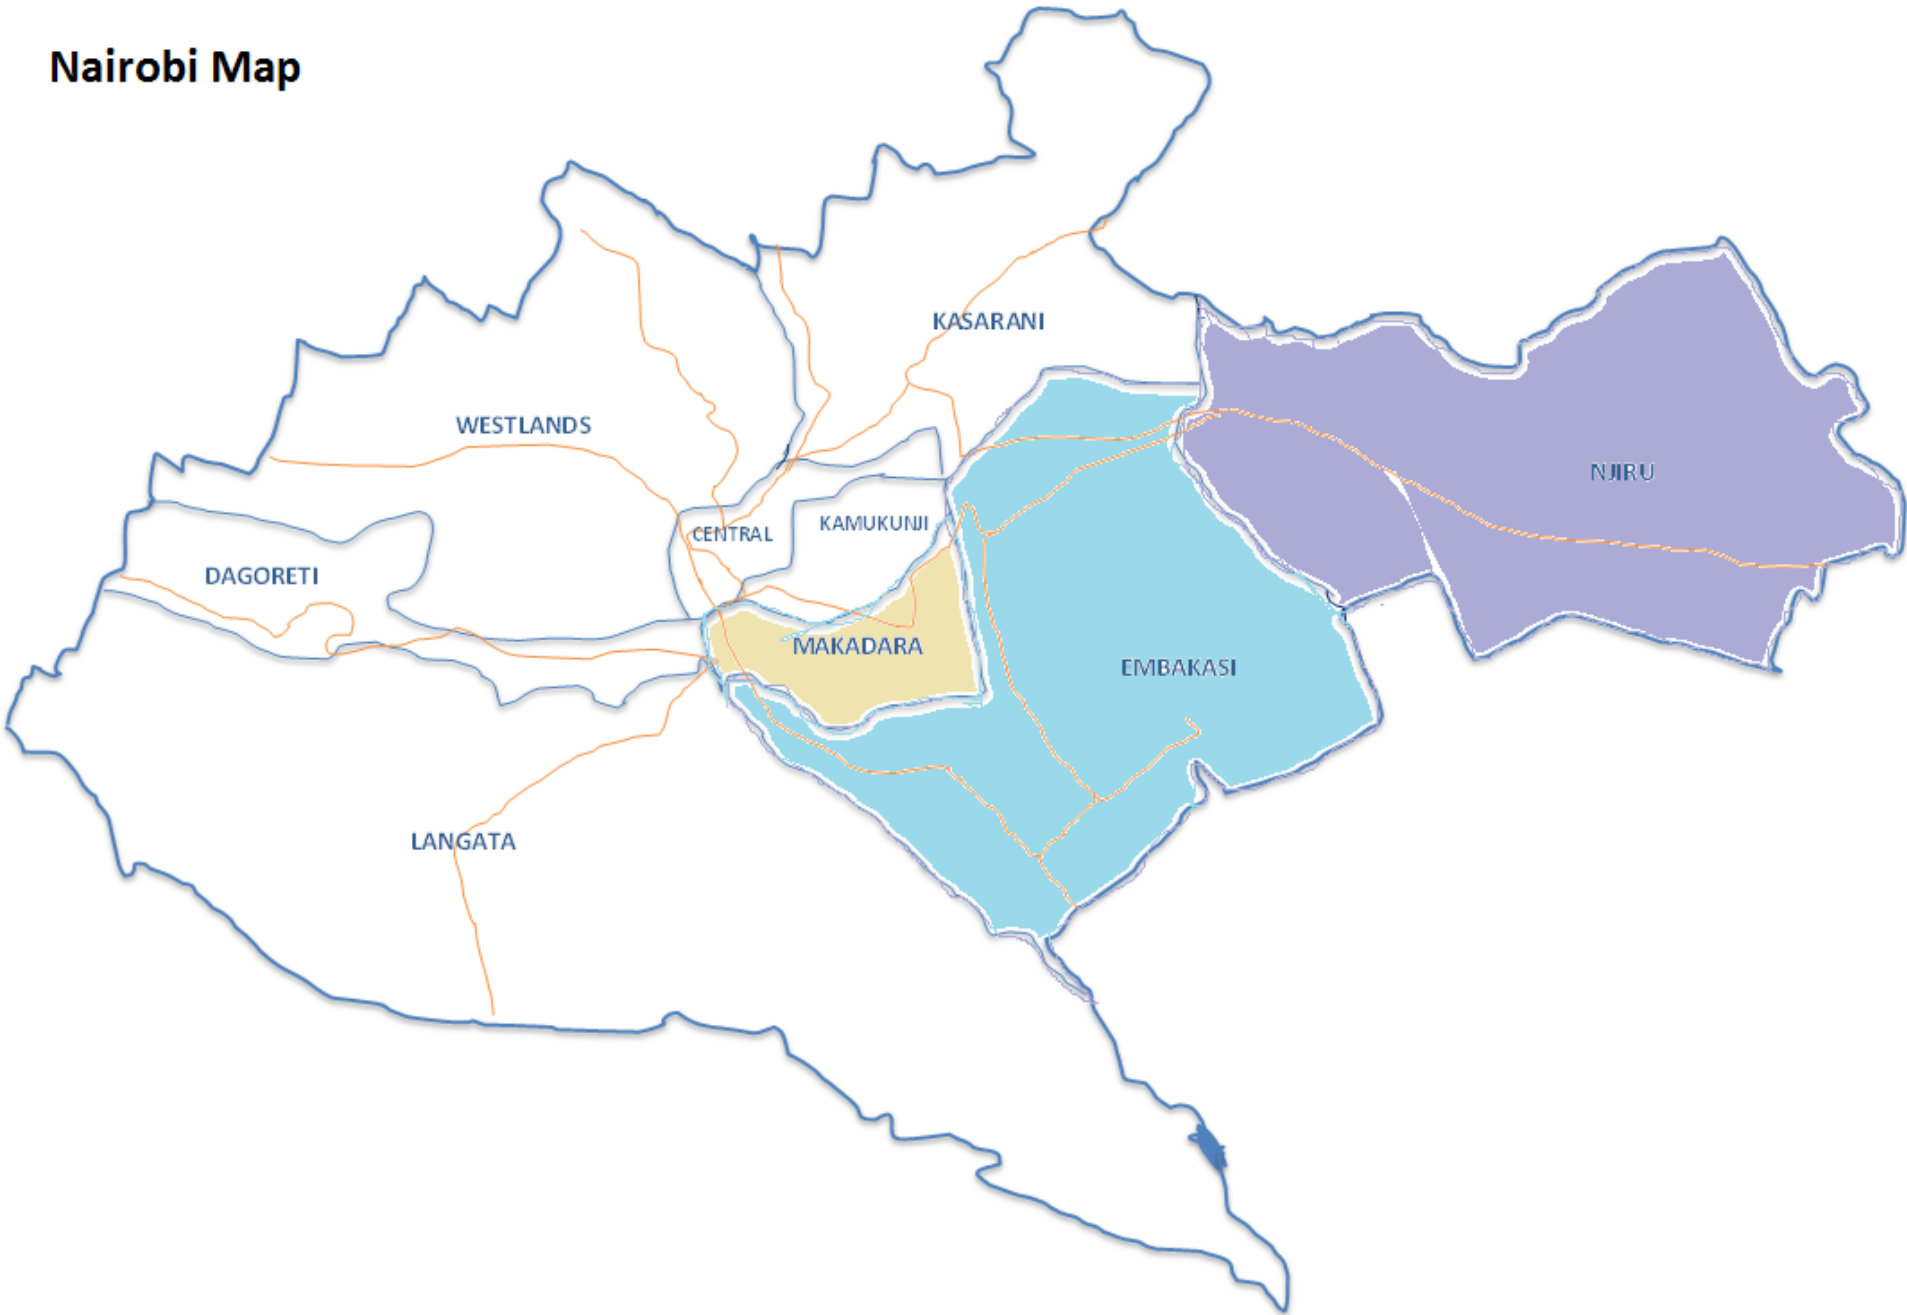 Nairobi Map
KASARANI
WESTLANDS
NJIRU
CENTRAL
KAMUKUNJI
DAGORETI
MAKADARA
EMBAKASI
LANGATA